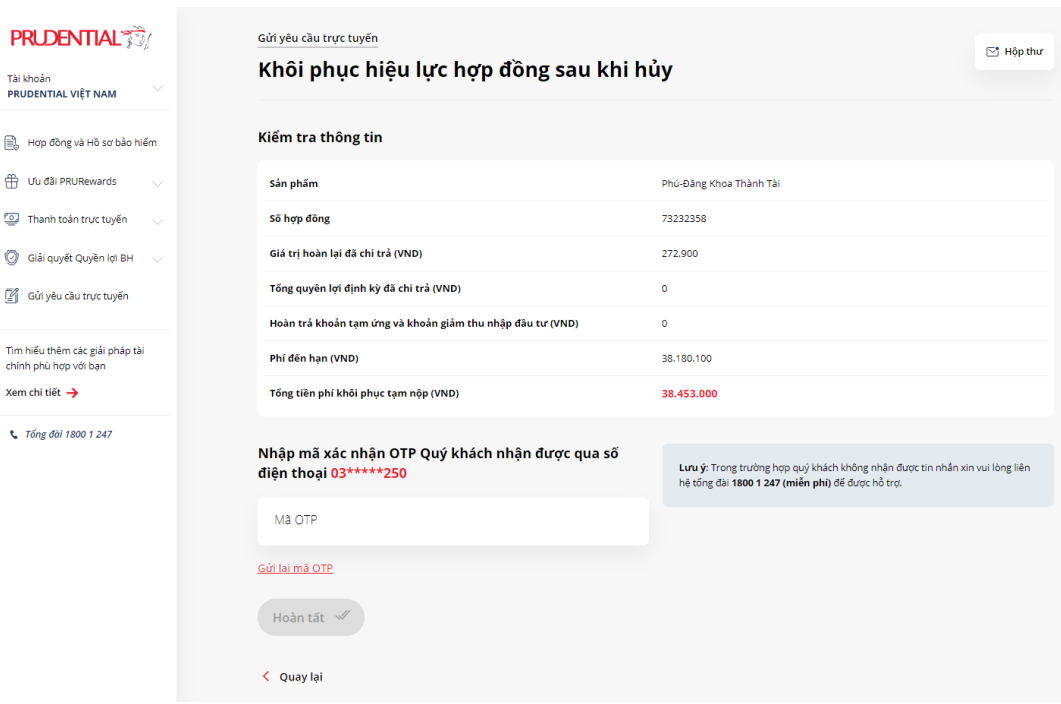 PRUDENTIAL
Tài khoản
PRUDENTIAL VIỆT NAM
Hợp đồng và Hồ sơ bảo hiểm
Ưu đãi PRURewards
Thanh toán trực tuyến
Giải quyết Quyền lợi BH
Gửi yêu cầu trực tuyến
Tìm hiểu thêm các giải pháp tài
chính phù hợp với bạn
Xem chi tiết
Tổng đài 1800 1 247
Gửi yêu cầu trực tuyến
Khôi phục hiệu lực hợp đồng sau khi hủy
Hộp thư
Kiểm tra thông tin
Sản phẩm Phú-Đăng Khoa Thành Tài
Số hợp đồng 73232358
Giá trị hoàn lại đã chi trả (VND) 272.900
Tổng quyền lợi định kỳ đã chi trả (VND) 0
Hoàn trả khoản tạm ứng và khoản giảm thu nhập đầu tư (VND) 0
Phí đến hạn (VND) 38.180.100
Tổng tiền phí khôi phục tạm nộp (VND) 38.453.000
Nhập mã xác nhận OTP Quý khách nhận được qua số
điện thoại 03*****250
Mã OTP
Gửi lại mã OTP
Hoàn tất
Quay lại
Lưu ý: Trong trường hợp quý khách không nhận được tin nhắn xin vui lòng liên
hệ tổng đài 1800 1 247 (miễn phí) để được hỗ trợ.